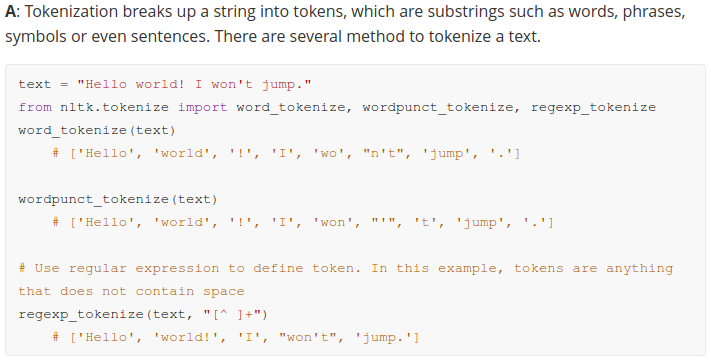 A: Tokenization breaks up a string into tokens, which are substrings such as words, phrases,
symbols or even sentences. There are several method to tokenize a text.
text = "Hello world! I won't jump."
from nltk.tokenize import word_tokenize, wordpunct_tokenize, regexp_tokenize
word_tokenize(text)
    # ['Hello', 'world', '!', 'I', 'wo', "n't", 'jump', '.']
wordpunct_tokenize(text)
    # ['Hello', 'world', '!', 'I', 'won', "'", 't', 'jump', '.']
# Use regular expression to define token. In this example, tokens are anything
that does not contain space
regexp_tokenize(text, "[^ ]+")
    # ['Hello', 'world!', 'I', "won't", 'jump.']